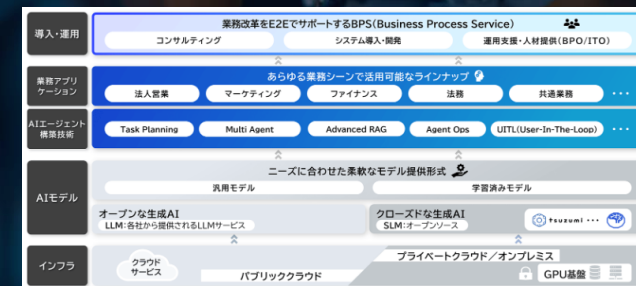 導入・運用
業務改革をE2EでサポートするBPS(Business Process Service)
コンサルティング
システム導入・開発
運用支援・人材提供(BPO/ITO)
業務アプリ
ケーション
あらゆる業務シーンで活用可能なラインナップ
法人営業
マーケティング
ファイナンス
法務
共通業務
・・・
AIエージェント
構築技術
Task Planning
Multi Agent
Advanced RAG
Agent Ops
UITL(User-In-The-Loop)
・・・
AIモデル
ニーズに合わせた柔軟なモデル提供形式
汎用モデル
学習済みモデル
オープンな生成AI
LLM:各社から提供されるLLMサービス
クローズドな生成AI
SLM:オープンソース
tsuzumi ・・・
インフラ
クラウド
サービス
パブリッククラウド
プライベートクラウド／オンプレミス
GPU基盤